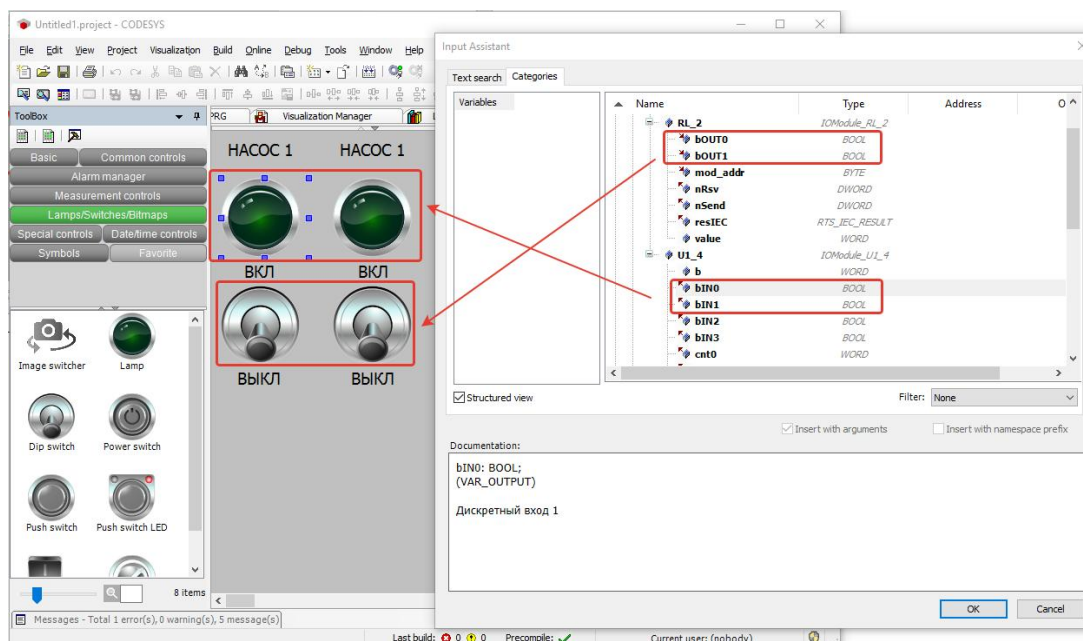 Untitled1.project - CODESYS
File Edit View Project Visualization Build Online Debug Tools Window Help
ToolBox
PRG Visualization Manager
Basic Common controls
Alarm manager
Measurement controls
Lamps/Switches/Bitmaps
Special controls Date/time controls
Symbols Favorite
Image switcher Lamp
Dip switch Power switch
Push switch Push switch LED
8 items
НАСОС 1 НАСОС 1
ВКЛ ВКЛ
ВЫКЛ ВЫКЛ
Messages - Total 1 error(s), 0 warning(s), 5 message(s)
Last build: 0 0 Precompile: Current user: (nobody)
Input Assistant
Text search Categories
Variables
Name Type Address
RL_2 IOModule_RL_2
bOUT0 BOOL
bOUT1 BOOL
mod_addr BYTE
nRsv DWORD
nSend DWORD
resIEC RTS_IEC_RESULT
value WORD
U1_4 IOModule_U1_4
b WORD
bIN0 BOOL
bIN1 BOOL
bIN2 BOOL
bIN3 BOOL
cnt0 WORD
Structured view
Filter: None
Insert with arguments Insert with namespace prefix
Documentation:
bIN0: BOOL;
(VAR_OUTPUT)
Дискретный вход 1
OK Cancel